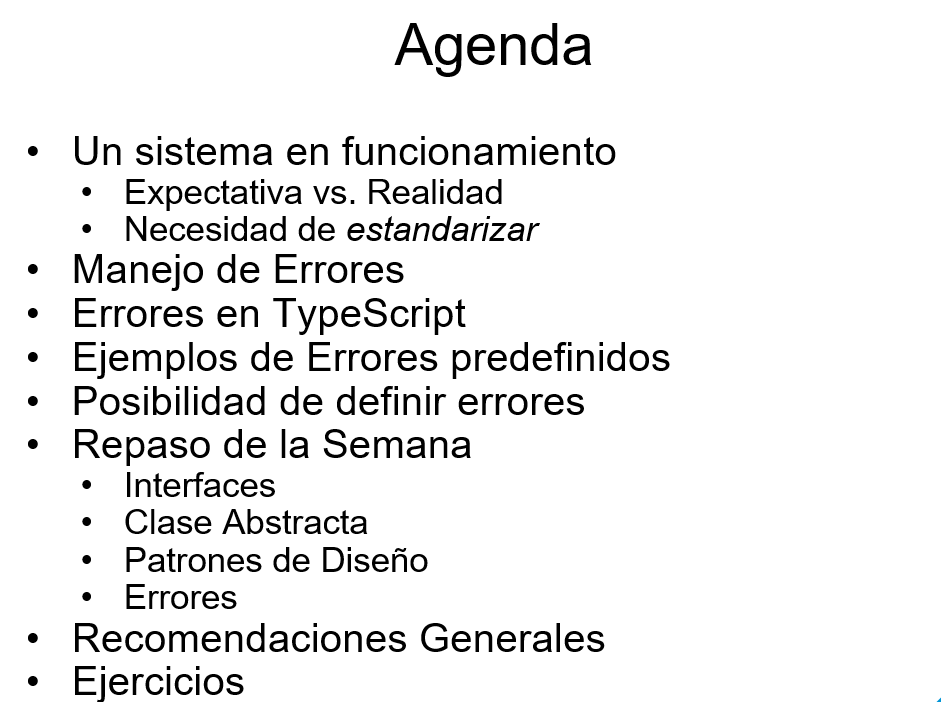 Agenda
• Un sistema en funcionamiento
• Expectativa vs. Realidad
• Necesidad de estandarizar
• Manejo de Errores
• Errores en TypeScript
• Ejemplos de Errores predefinidos
• Posibilidad de definir errores
• Repaso de la Semana
• Interfaces
• Clase Abstracta
• Patrones de Diseño
• Errores
• Recomendaciones Generales
• Ejercicios